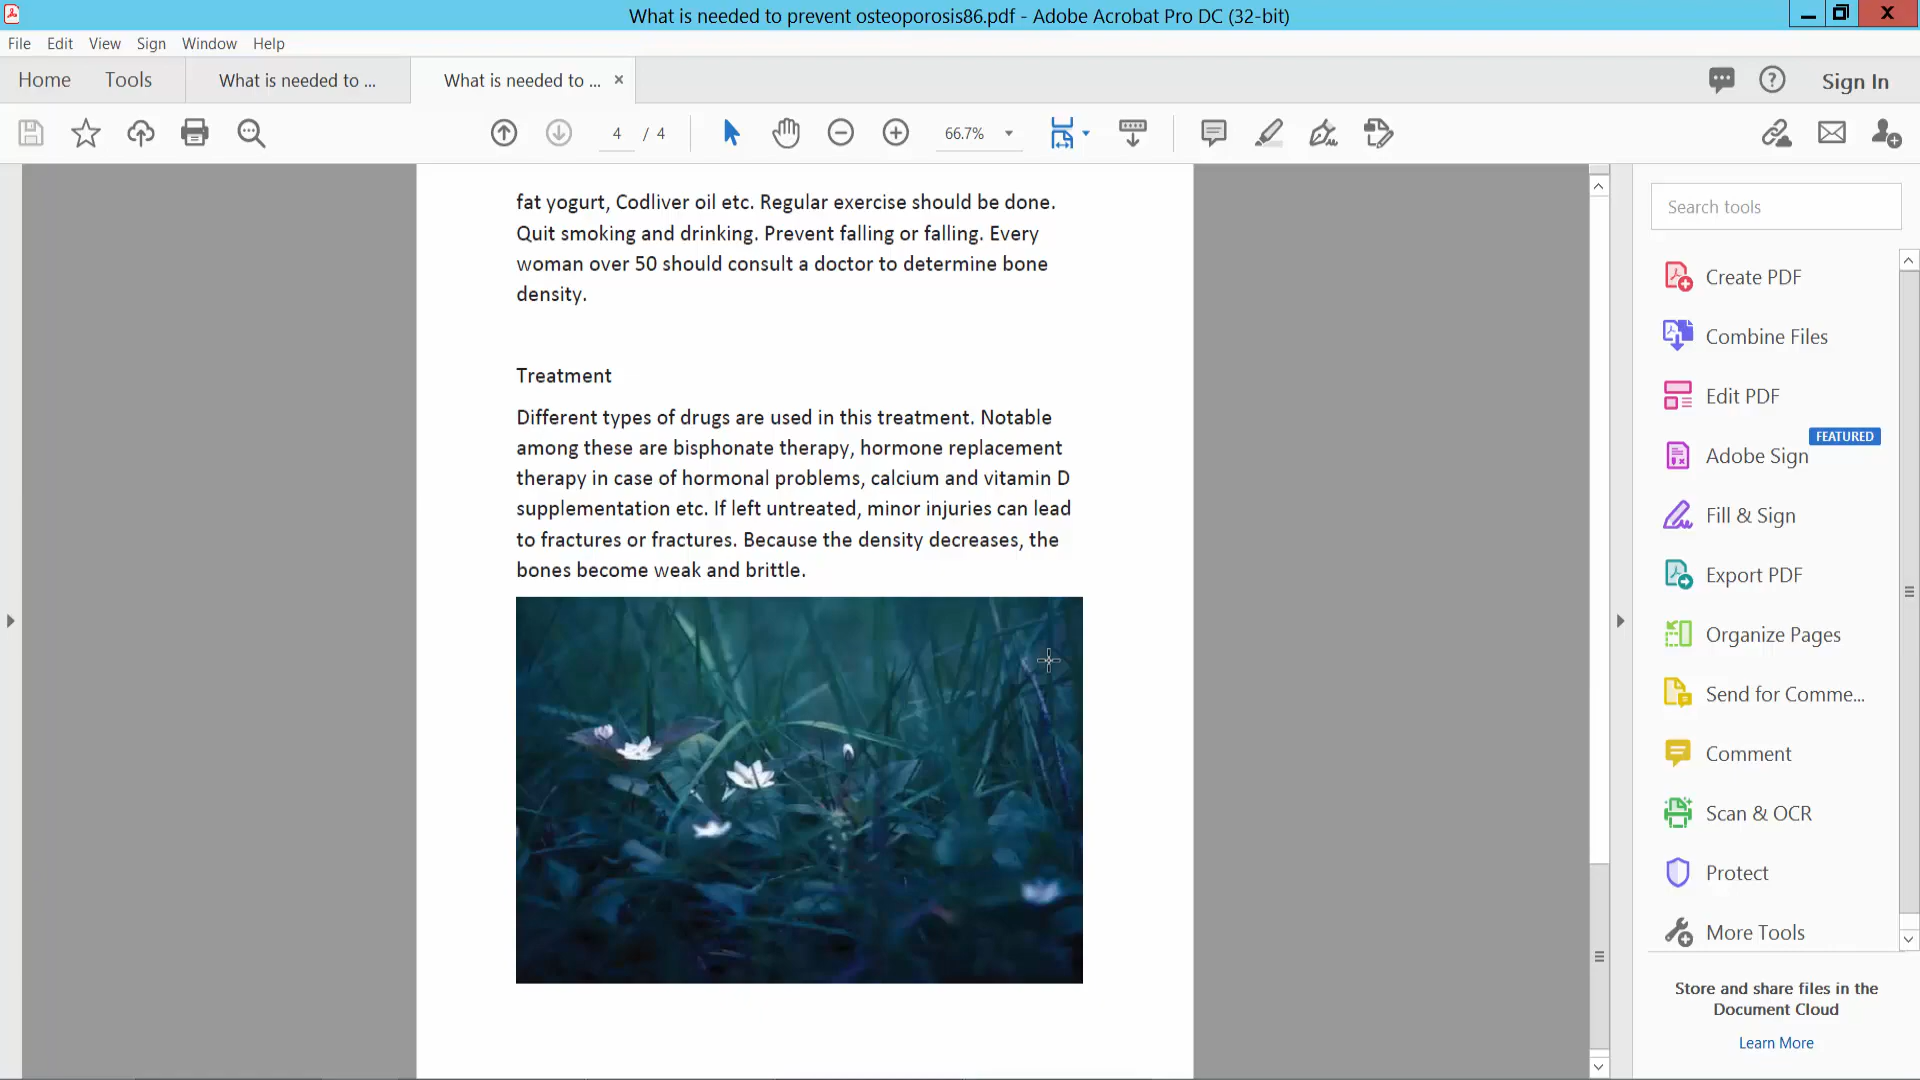 What is needed to prevent osteoporosis86.pdf - Adobe Acrobat Pro DC (32-bit)
File Edit View Sign Window Help
Home Tools What is needed to ... What is needed to ... × Sign In
4 / 4 66.7%
fat yogurt, Codliver oil etc. Regular exercise should be done.
Quit smoking and drinking. Prevent falling or falling. Every
woman over 50 should consult a doctor to determine bone
density.
Treatment
Different types of drugs are used in this treatment. Notable
among these are bisphonate therapy, hormone replacement
therapy in case of hormonal problems, calcium and vitamin D
supplementation etc. If left untreated, minor injuries can lead
to fractures or fractures. Because the density decreases, the
bones become weak and brittle.
Search tools
Create PDF
Combine Files
Edit PDF
FEATURED
Adobe Sign
Fill & Sign
Export PDF
Organize Pages
Send for Comme...
Comment
Scan & OCR
Protect
More Tools
Store and share files in the
Document Cloud
Learn More